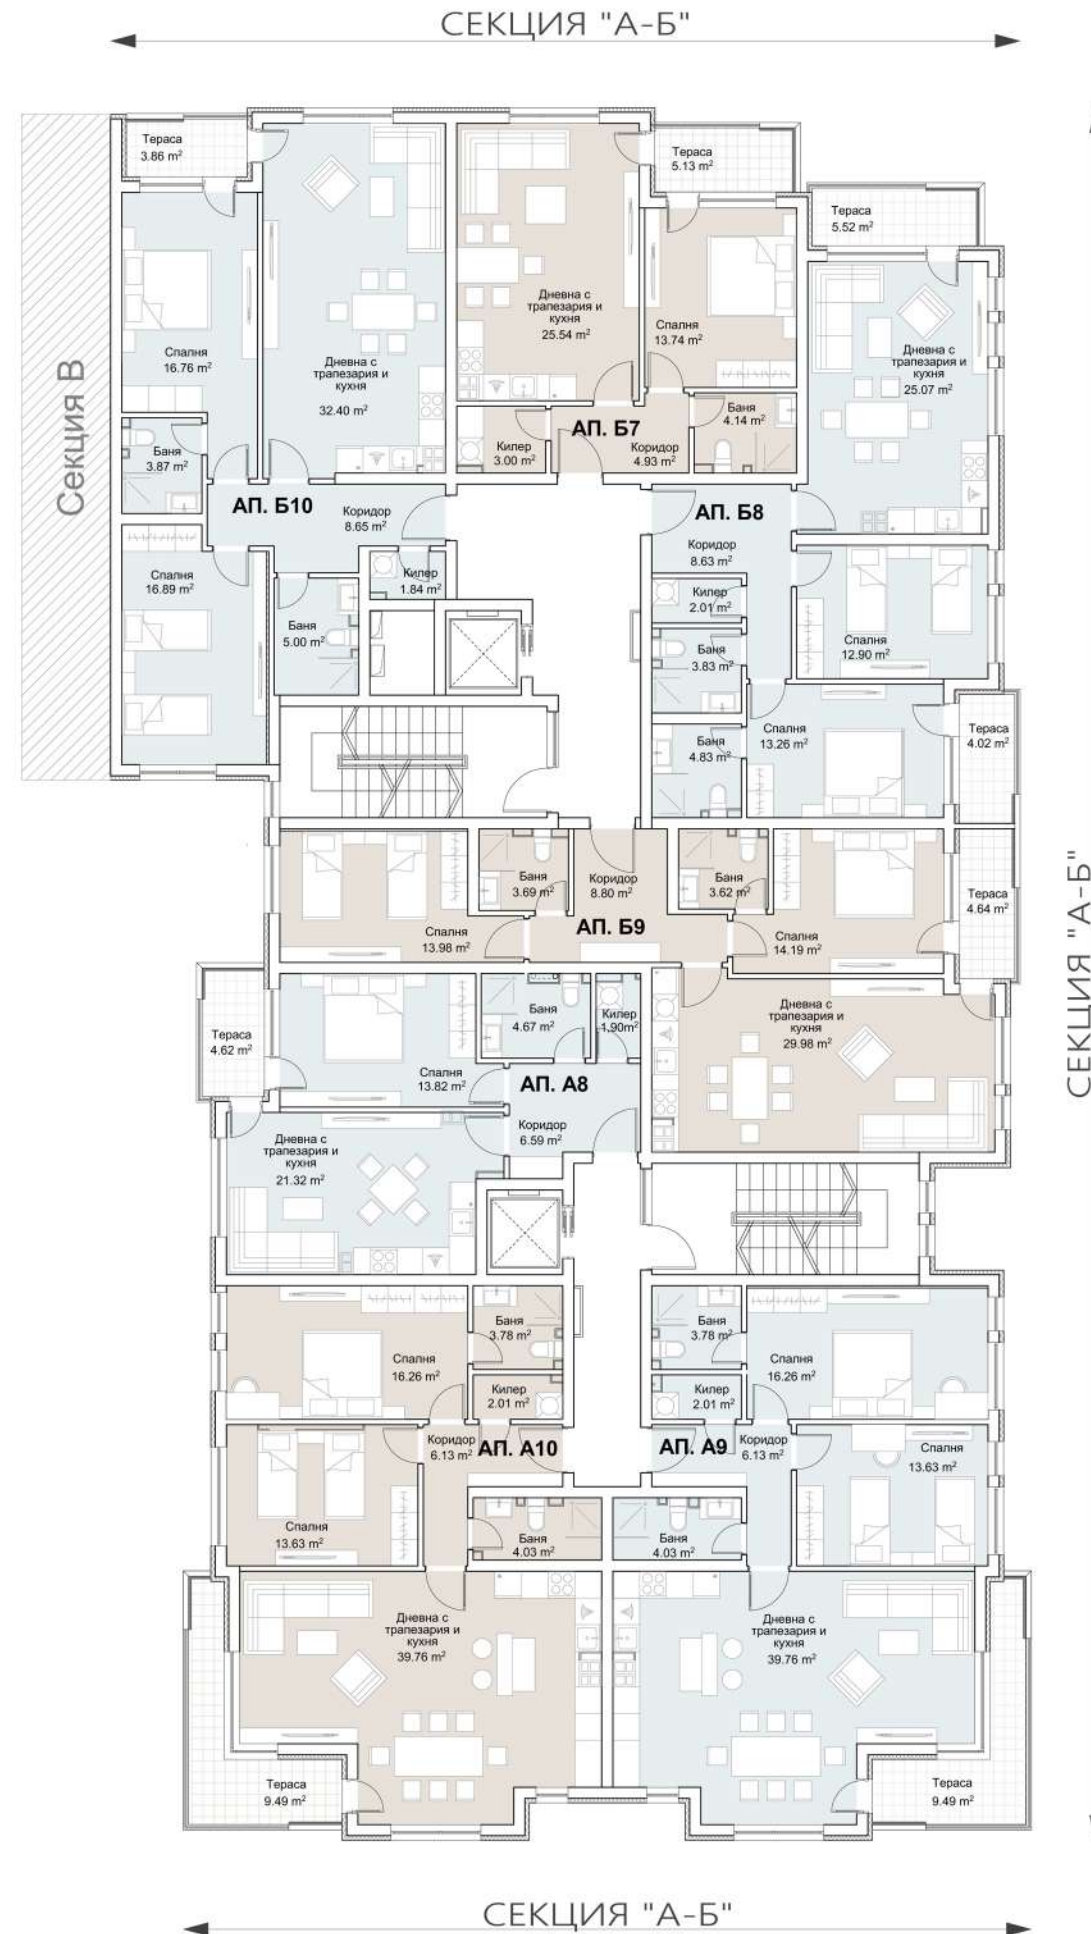 СЕКЦИЯ "А-Б"
Секция В
Тераса
3.86 m²
Спалня
16.76 m²
Дневна с
трапезария и
кухня
32.40 m²
Баня
3.87 m²
АП. Б10
Коридор
8.65 m²
Килер
1.84 m²
Спалня
16.89 m²
Баня
5.00 m²
Дневна с
трапезария и
кухня
25.54 m²
Тераса
5.13 m²
Спалня
13.74 m²
Килер
3.00 m²
АП. Б7
Коридор
4.93 m²
Баня
4.14 m²
Тераса
5.52 m²
Дневна с
трапезария и
кухня
25.07 m²
АП. Б8
Коридор
8.63 m²
Килер
2.01 m²
Баня
3.83 m²
Спалня
12.90 m²
Баня
4.83 m²
Спалня
13.26 m²
Тераса
4.02 m²
Спалня
13.98 m²
Баня
3.69 m²
Коридор
8.80 m²
АП. Б9
Баня
3.62 m²
Спалня
14.19 m²
Тераса
4.64 m²
Дневна с
трапезария и
кухня
29.98 m²
СЕКЦИЯ "А-Б"
Тераса
4.62 m²
Спалня
13.82 m²
Баня
4.67 m²
Килер
1.90m²
АП. А8
Коридор
6.59 m²
Дневна с
трапезария и
кухня
21.32 m²
Спалня
16.26 m²
Баня
3.78 m²
Килер
2.01 m²
Коридор
6.13 m²
АП. А10
Спалня
13.63 m²
Баня
4.03 m²
Дневна с
трапезария и
кухня
39.76 m²
Тераса
9.49 m²
Баня
3.78 m²
Спалня
16.26 m²
Килер
2.01 m²
АП. А9
Коридор
6.13 m²
Спалня
13.63 m²
Баня
4.03 m²
Дневна с
трапезария и
кухня
39.76 m²
Тераса
9.49 m²
СЕКЦИЯ "А-Б"